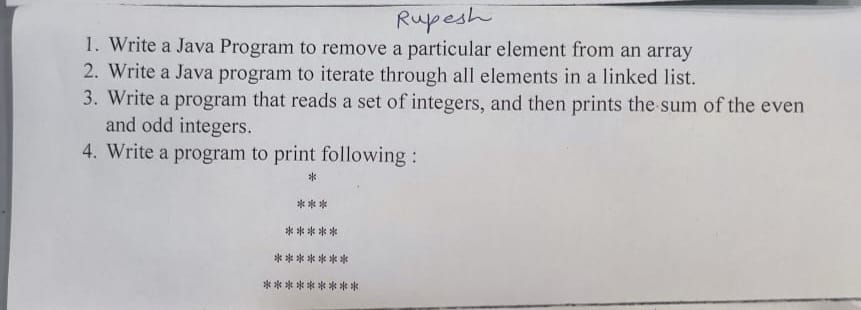 Rupesh
1. Write a Java Program to remove a particular element from an array
2. Write a Java program to iterate through all elements in a linked list.
3. Write a program that reads a set of integers, and then prints the sum of the even
and odd integers.
4. Write a program to print following :
*
***
*****
*******
*********